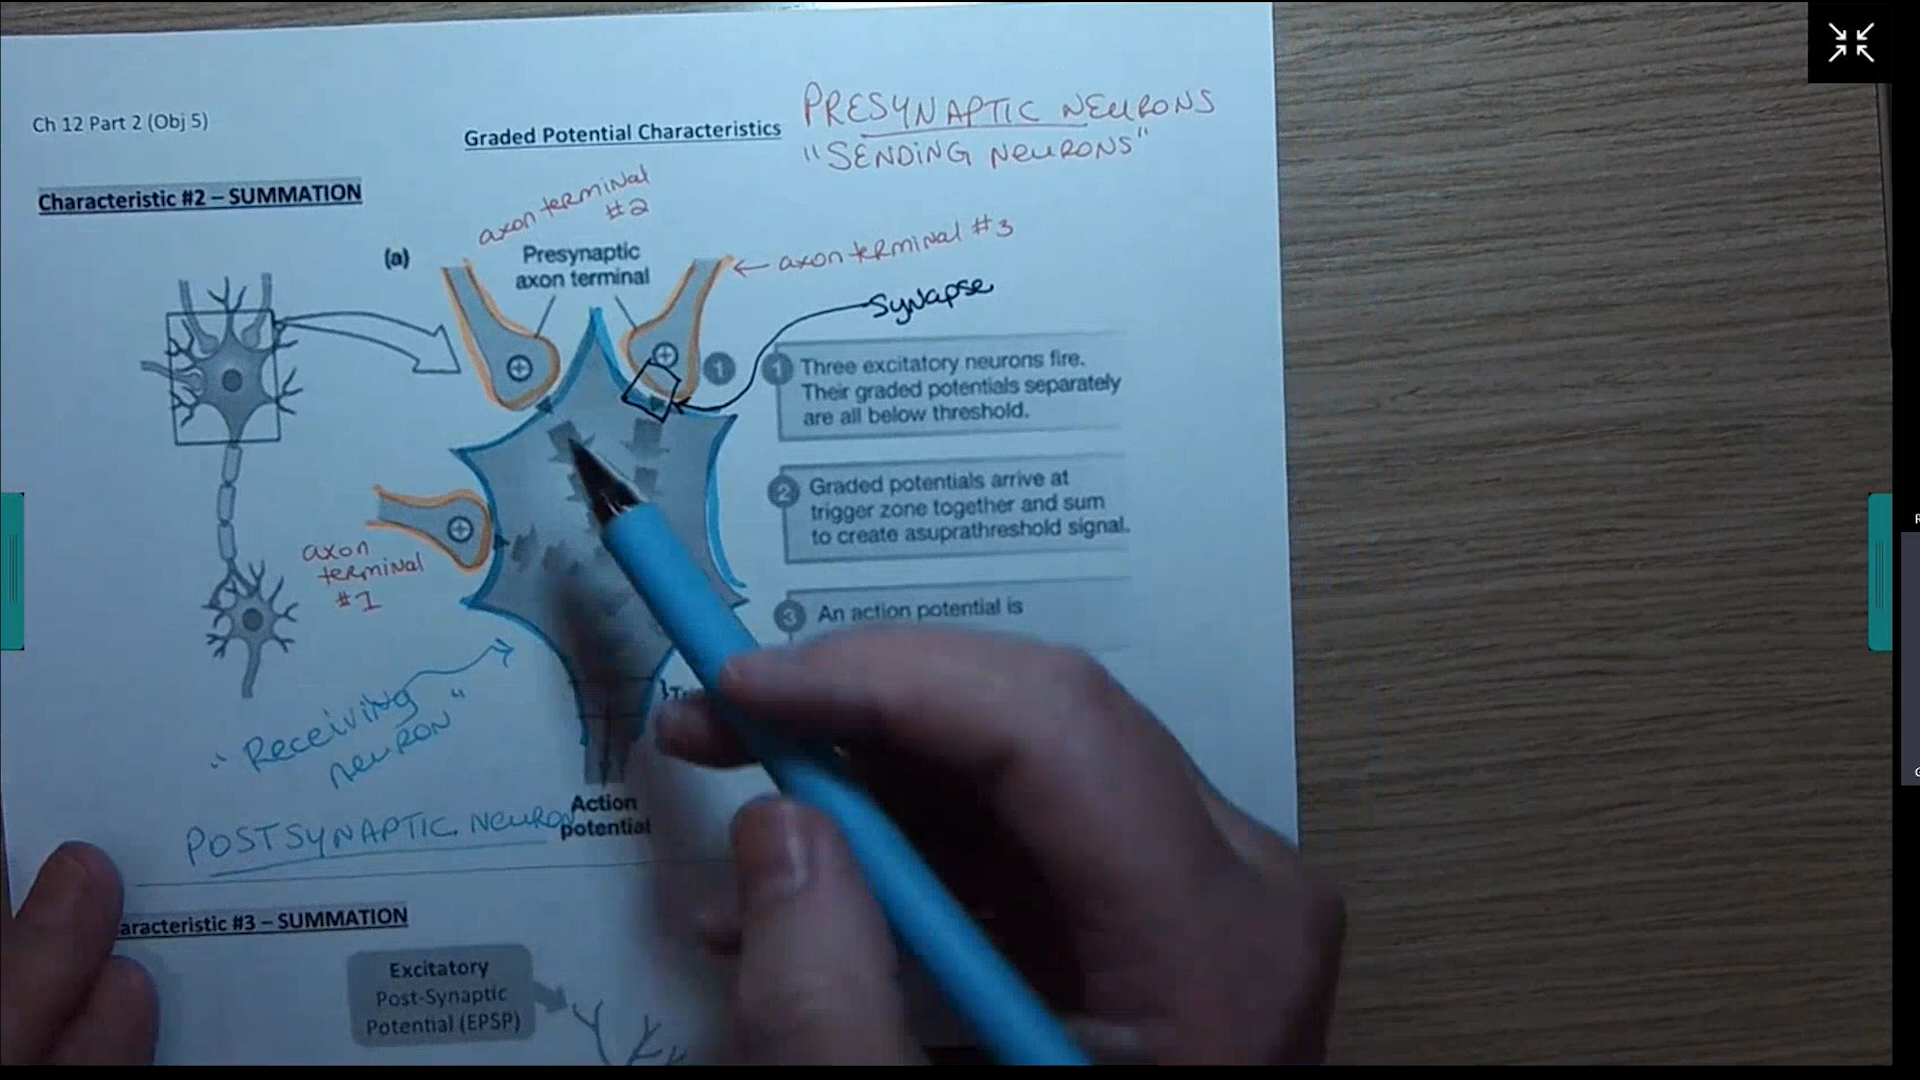 Ch 12 Part 2 (Obj 5)
Graded Potential Characteristics
PRESYNAPTIC NEURONS
"SENDING NEURONS"
Characteristic #2 – SUMMATION
axon terminal
#2
(a)
Presynaptic
axon terminal
← axon terminal #3
Synapse
1
1 Three excitatory neurons fire.
Their graded potentials separately
are all below threshold.
2 Graded potentials arrive at
trigger zone together and sum
to create asuprathreshold signal.
axon
terminal
#1
3 An action potential is
"Receiving
neuron"
POSTSYNAPTIC NEURON
Action
potential
aracteristic #3 – SUMMATION
Excitatory
Post-Synaptic
Potential (EPSP)